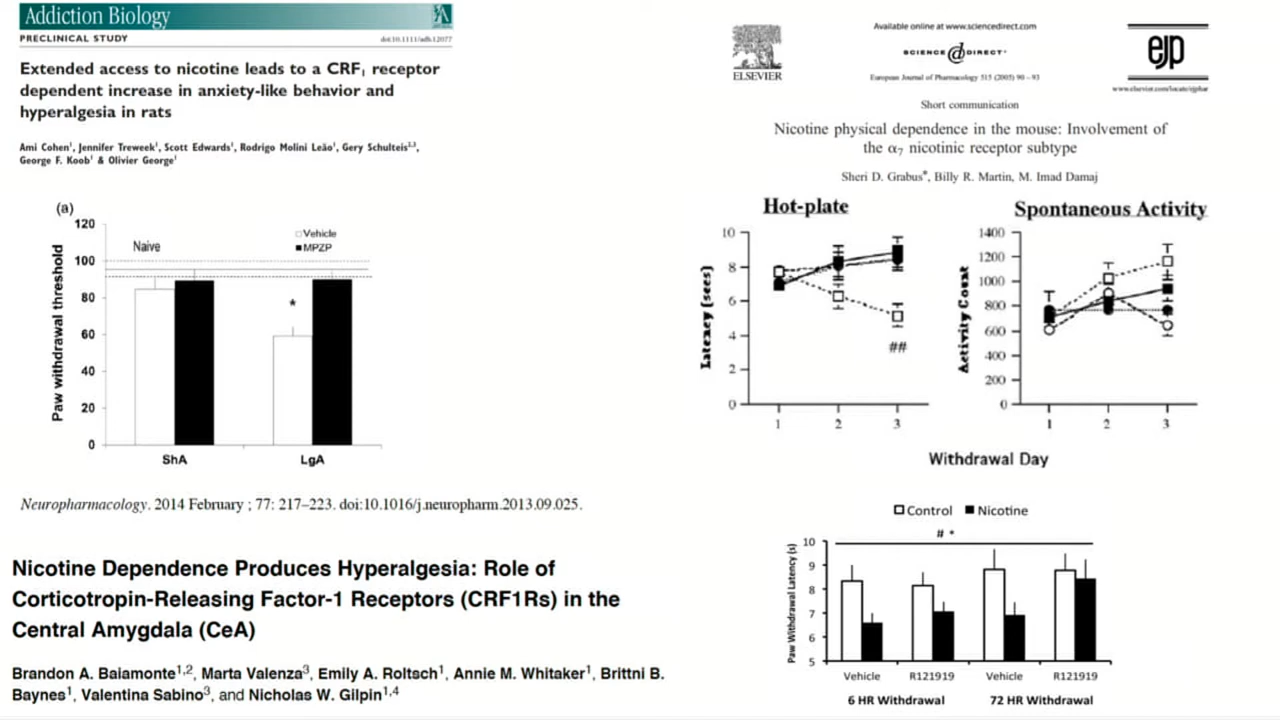 Addiction Biology
PRECLINICAL STUDY
doi:10.1111/adb.12077
Extended access to nicotine leads to a CRF₁ receptor
dependent increase in anxiety-like behavior and
hyperalgesia in rats
Ami Cohen¹, Jennifer Treweek¹, Scott Edwards¹, Rodrigo Molini Leão¹, Gery Schulteis²,³,
George F. Koob¹ & Olivier George¹
(a)
Paw withdrawal threshold
120
100
80
60
40
20
0
Naive
Vehicle
MPZP
*
ShA
LgA
Neuropharmacology. 2014 February ; 77: 217–223. doi:10.1016/j.neuropharm.2013.09.025.
Nicotine Dependence Produces Hyperalgesia: Role of
Corticotropin-Releasing Factor-1 Receptors (CRF1Rs) in the
Central Amygdala (CeA)
Brandon A. Baiamonte¹,², Marta Valenza³, Emily A. Roltsch¹, Annie M. Whitaker¹, Brittni B.
Baynes¹, Valentina Sabino³, and Nicholas W. Gilpin¹,⁴
ELSEVIER
Available online at www.sciencedirect.com
SCIENCE @ DIRECT•
European Journal of Pharmacology 515 (2005) 90 – 93
ejp
www.elsevier.com/locate/ejphar
Short communication
Nicotine physical dependence in the mouse: Involvement of
the α₇ nicotinic receptor subtype
Sheri D. Grabus*, Billy R. Martin, M. Imad Damaj
Hot-plate
Latency (secs)
10
8
6
4
2
0
##
1 2 3
Spontaneous Activity
Activity Count
1400
1200
1000
800
600
400
200
0
1 2 3
Withdrawal Day
Control Nicotine
# *
Paw Withdrawal Latency (s)
10
9
8
7
6
5
Vehicle R121919 Vehicle R121919
6 HR Withdrawal 72 HR Withdrawal